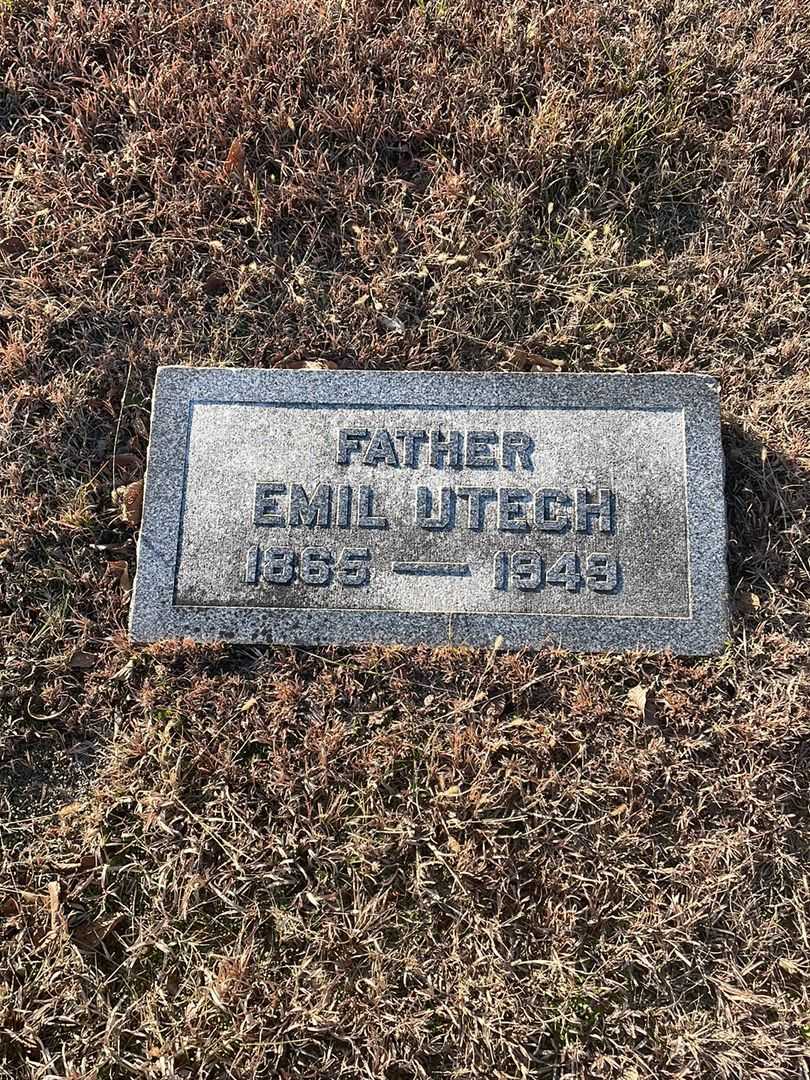 FATHER
EMIL UTECH
1865 — 1949